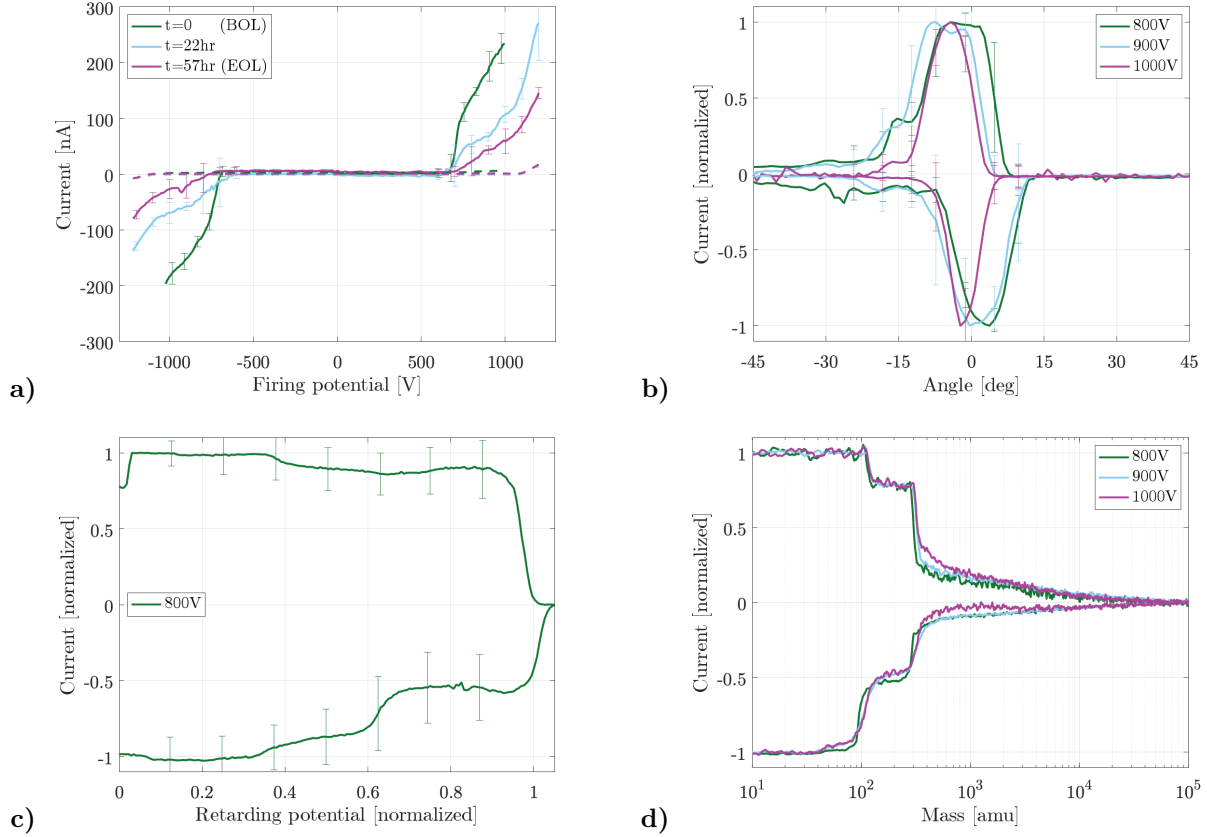 300
200
100
0
-100
-200
-300
Current [nA]
t=0 (BOL)
t=22hr
t=57hr (EOL)
-1000 -500 0 500 1000
Firing potential [V]
a)
1
0.5
0
-0.5
-1
Current [normalized]
800V
900V
1000V
-45 -30 -15 0 15 30 45
Angle [deg]
b)
1
0.5
0
-0.5
-1
Current [normalized]
800V
0 0.2 0.4 0.6 0.8 1
Retarding potential [normalized]
c)
1
0.5
0
-0.5
-1
Current [normalized]
800V
900V
1000V
10^1 10^2 10^3 10^4 10^5
Mass [amu]
d)